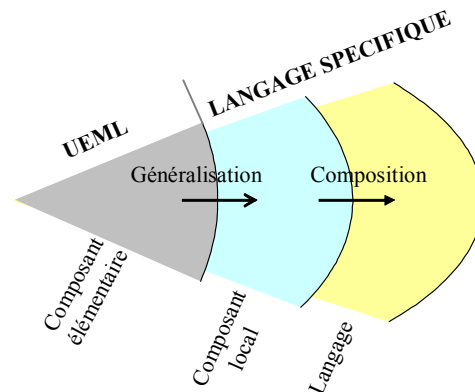 UEML
LANGAGE SPECIFIQUE
Généralisation
Composition
Composant
élémentaire
Composant
local
Langage